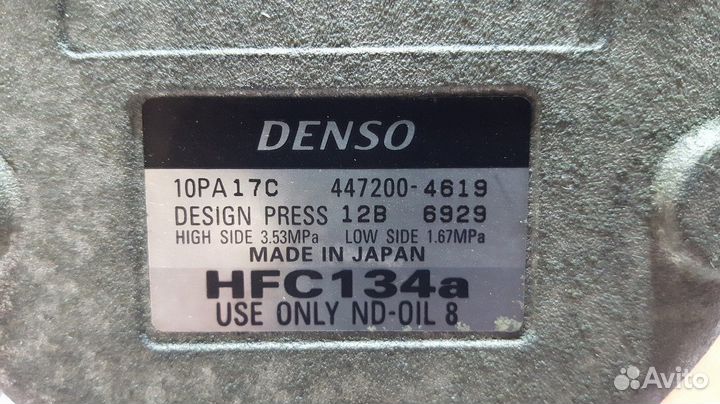 DENSO
10PA17C 447200-4619
DESIGN PRESS 12B 6929
HIGH SIDE 3.53MPa LOW SIDE 1.67MPa
MADE IN JAPAN
HFC134a
USE ONLY ND-OIL 8
Avito